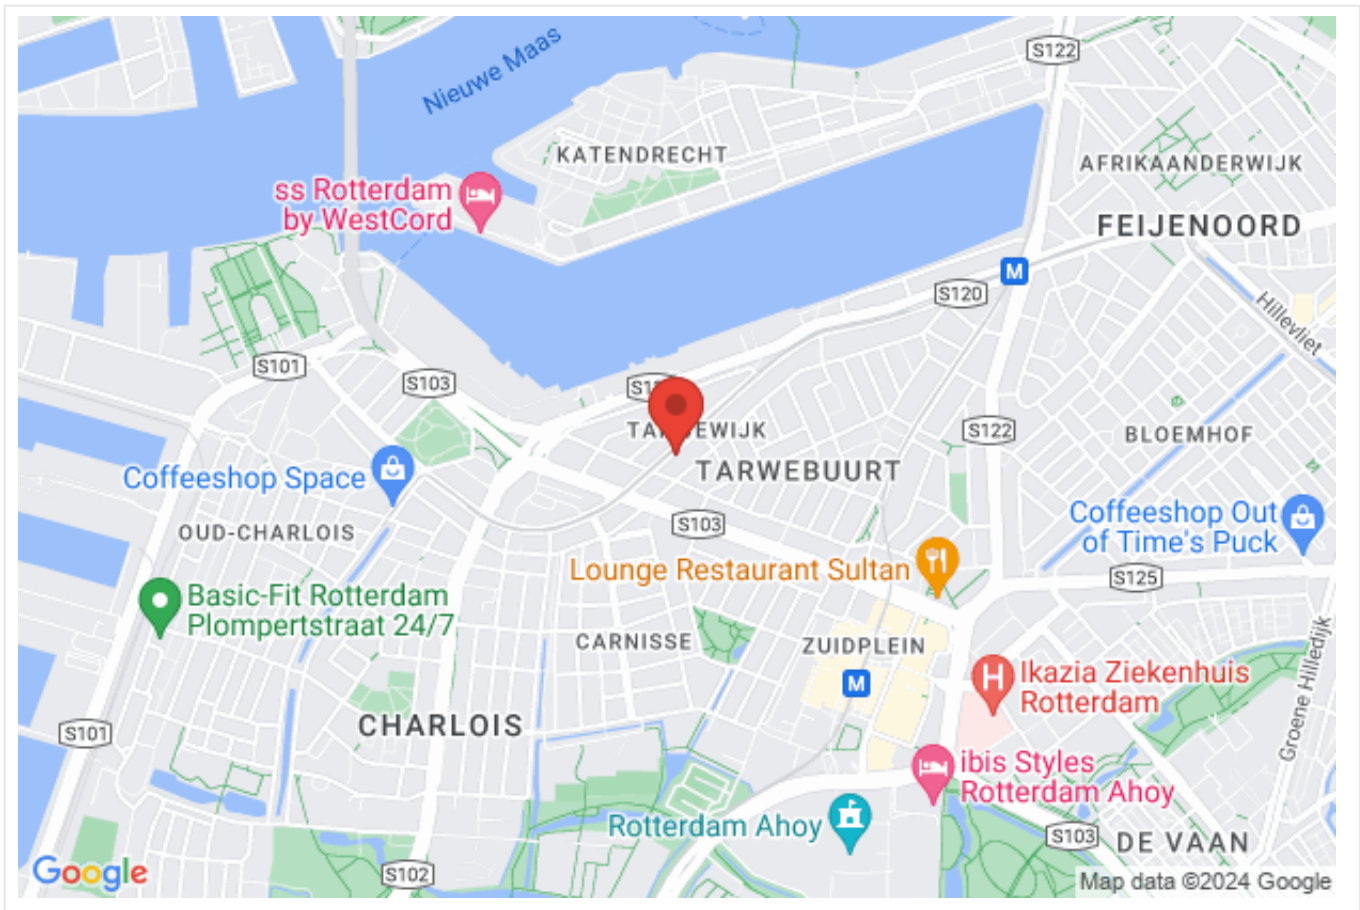 Nieuwe Maas
S122
KATENDRECHT
AFRIKAANDERWIJK
ss Rotterdam
by WestCord
FEIJENOORD
M
S120
Hillevliet
S101
S103
TARWEBUURT
S122
BLOEMHOF
Coffeeshop Space
OUD-CHARLOIS
S103
Coffeeshop Out
of Time's Puck
Lounge Restaurant Sultan
S125
Basic-Fit Rotterdam
Plompertstraat 24/7
CARNISSE
ZUIDPLEIN
M
H
Ikazia Ziekenhuis
Rotterdam
Groene Hilledijk
CHARLOIS
S101
ibis Styles
Rotterdam Ahoy
Rotterdam Ahoy
S103
DE VAAN
Google
S102
Map data ©2024 Google